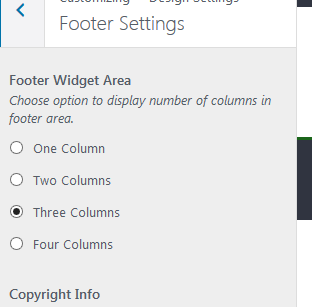 Customizing Design Settings
Footer Settings
Footer Widget Area
Choose option to display number of columns in
footer area.
One Column
Two Columns
Three Columns
Four Columns
Copyright Info